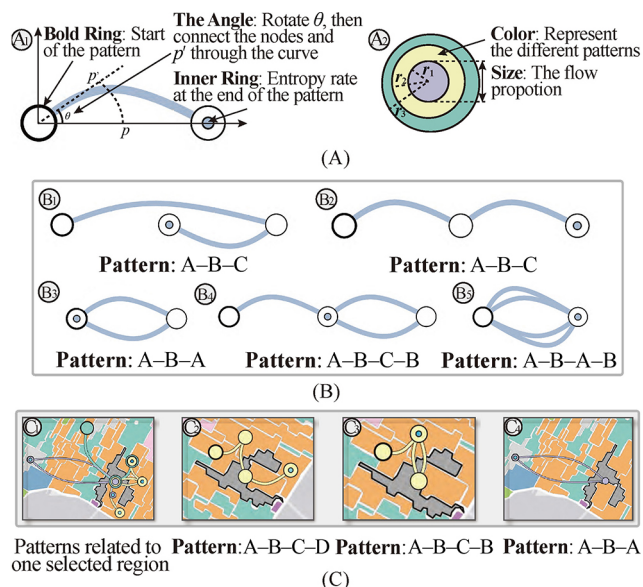 A1
Bold Ring: Start
of the pattern
The Angle: Rotate θ, then
connect the nodes and
p' through the curve
Inner Ring: Entropy rate
at the end of the pattern
p'
θ
p
A2
r1
r2
r3
Color: Represent
the different patterns
Size: The flow
propotion
(A)
B1
Pattern: A–B–C
B2
Pattern: A–B–C
B3
Pattern: A–B–A
B4
Pattern: A–B–C–B
B5
Pattern: A–B–A–B
(B)
C1
Patterns related to
one selected region
Pattern:A–B–C–D
Pattern:A–B–C–B
Pattern:A–B–A
(C)